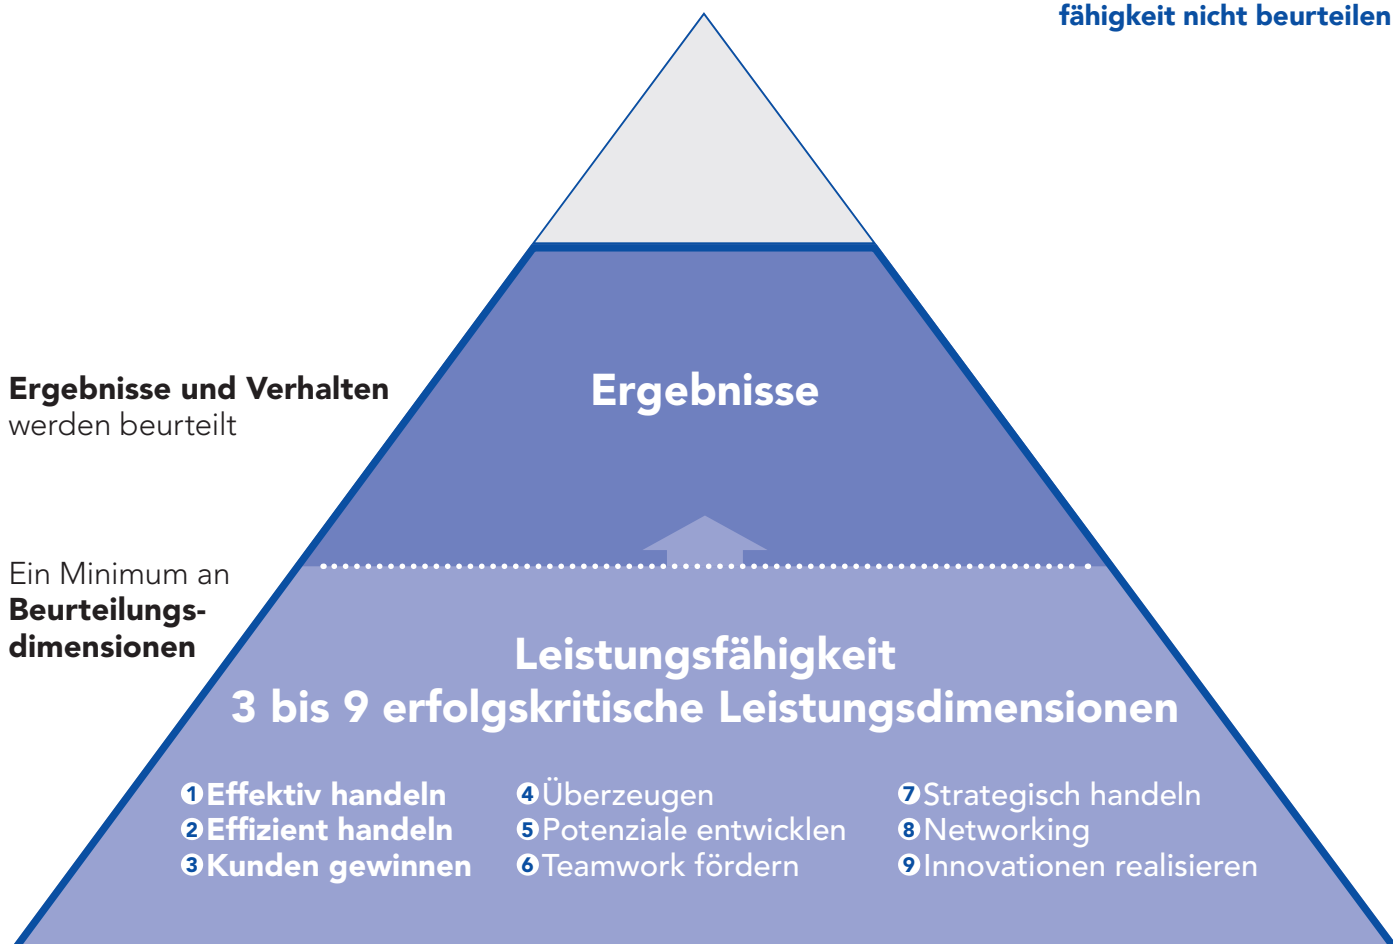 fähigkeit nicht beurteilen
Ergebnisse und Verhalten
werden beurteilt
Ergebnisse
Ein Minimum an
Beurteilungs-
dimensionen
Leistungsfähigkeit
3 bis 9 erfolgskritische Leistungsdimensionen
1 Effektiv handeln
2 Effizient handeln
3 Kunden gewinnen
4 Überzeugen
5 Potenziale entwicklen
6 Teamwork fördern
7 Strategisch handeln
8 Networking
9 Innovationen realisieren